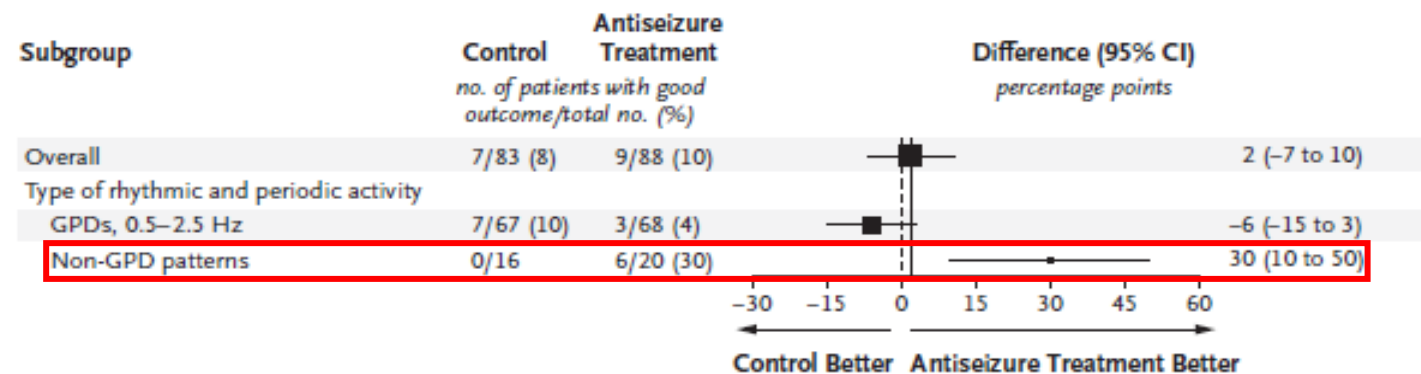 Subgroup Control Antiseizure Treatment Difference (95% CI)
no. of patients with good outcome/total no. (%) percentage points
Overall 7/83 (8) 9/88 (10) 2 (–7 to 10)
Type of rhythmic and periodic activity
GPDs, 0.5–2.5 Hz 7/67 (10) 3/68 (4) –6 (–15 to 3)
Non-GPD patterns 0/16 6/20 (30) 30 (10 to 50)
–30 –15 0 15 30 45 60
Control Better Antiseizure Treatment Better